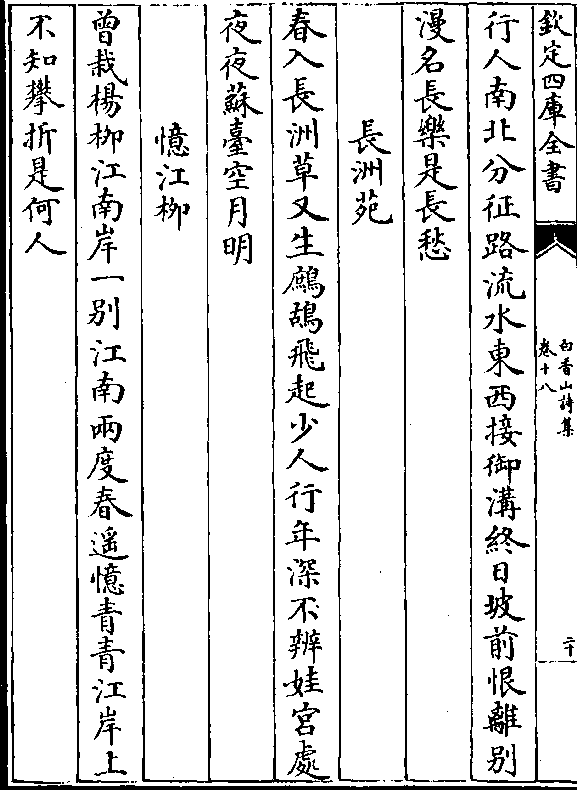 欽定四庫全書
白香山詩集
卷十八
二十
行人南北分征路流水東西接御溝終日坡前恨離別
漫名長樂是長愁
長洲苑
春入長洲草又生鷓鴣飛起少人行年深不辨娃宮處
夜夜蘇臺空月明
憶江柳
曾栽楊柳江南岸一別江南兩度春遥憶青青江岸上
不知攀折是何人